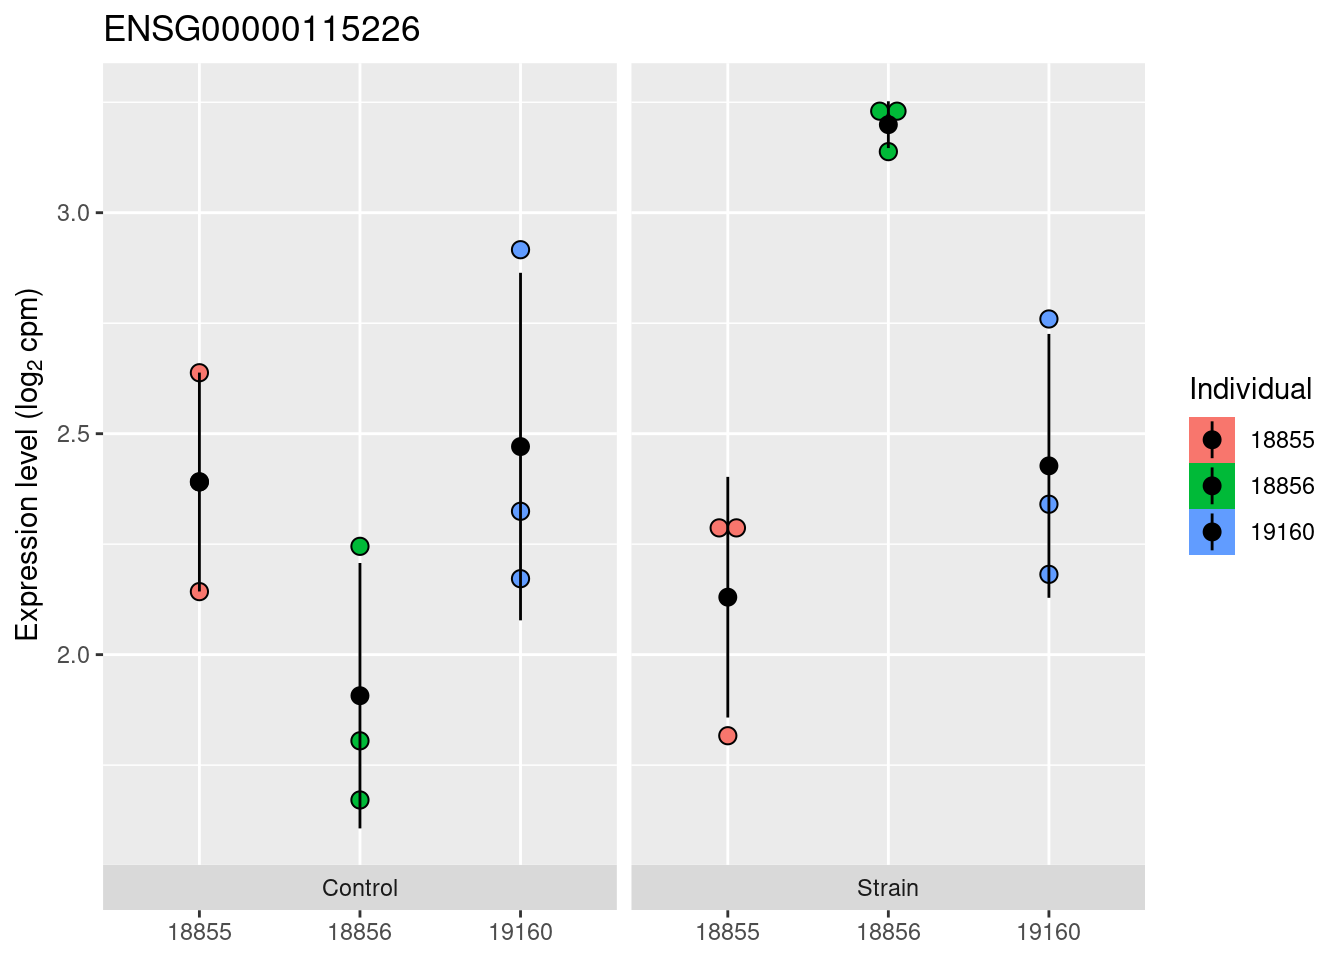 ENSG00000115226
Expression level (log₂ cpm)
3.0
2.5
2.0
Control
Strain
18855 18856 19160
18855 18856 19160
Individual
18855
18856
19160